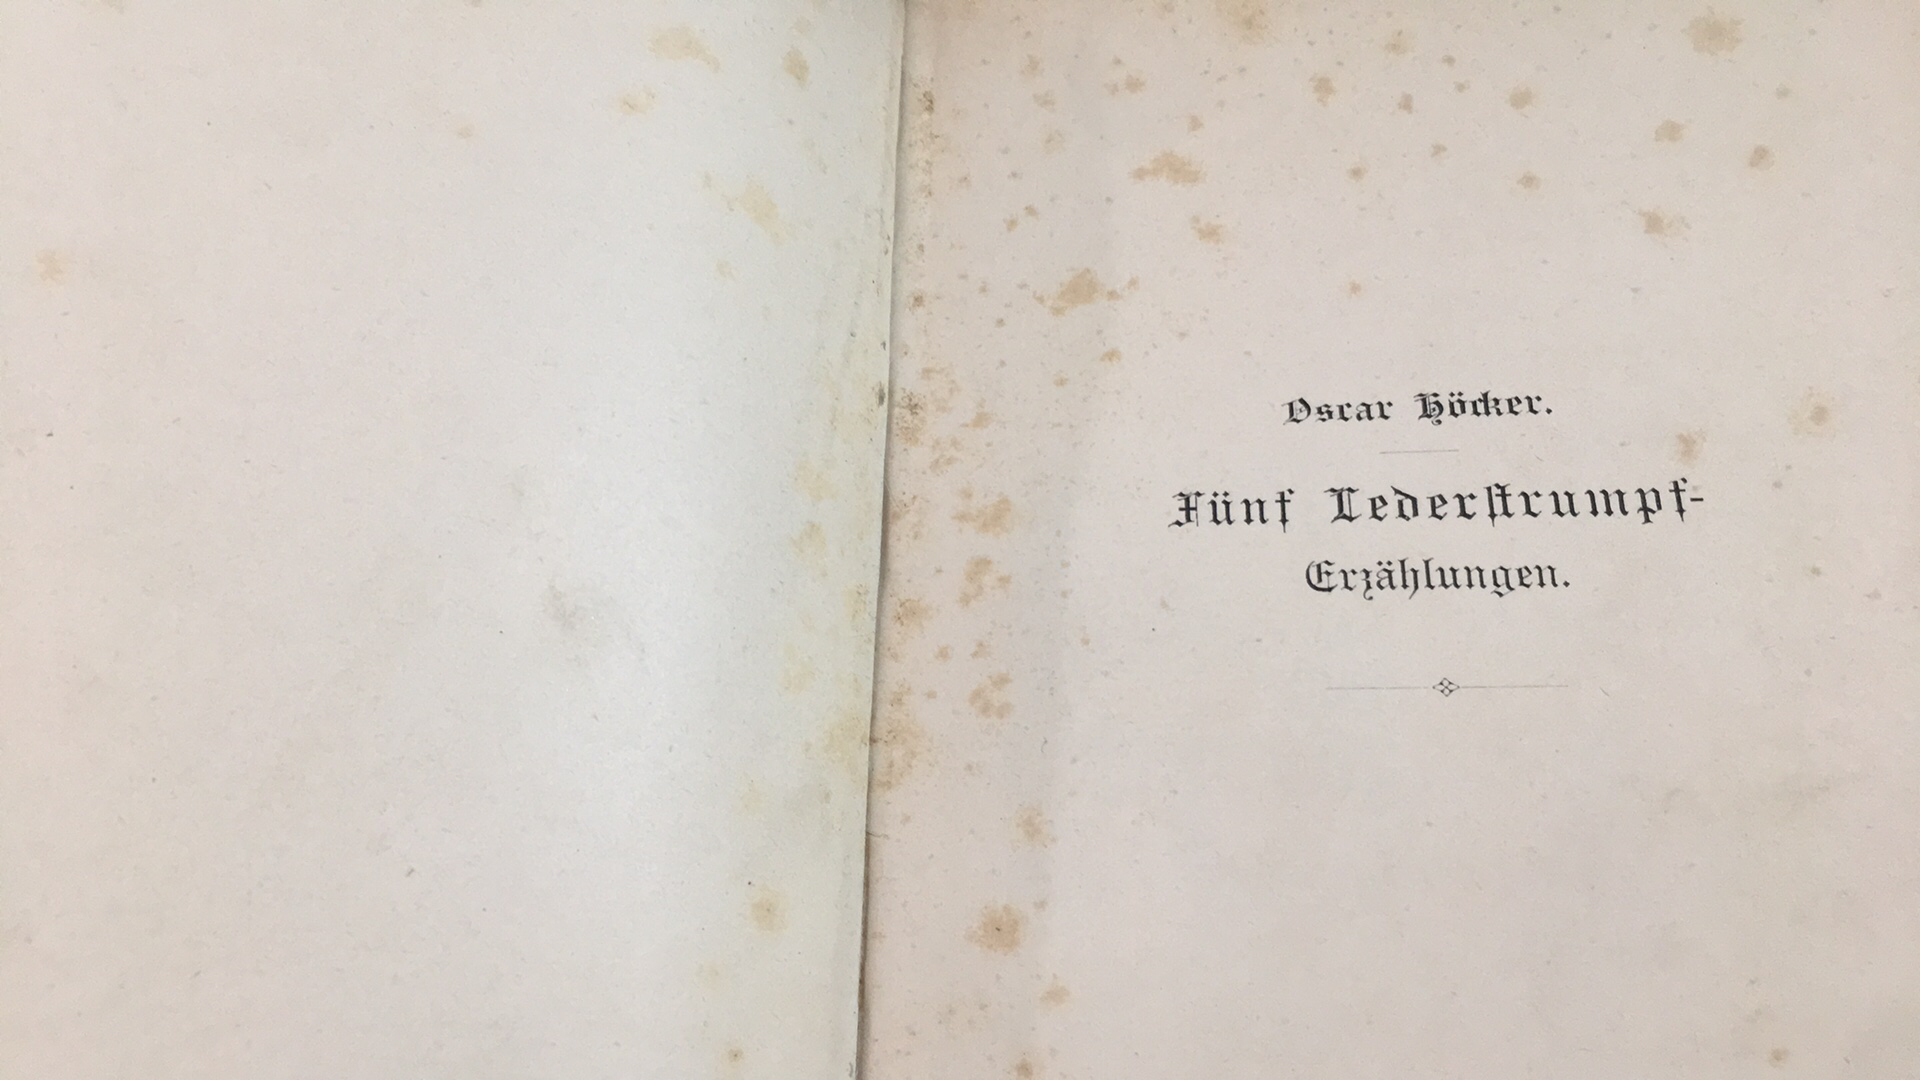 Oscar Höcker.
Fünf Lederstrumpf-
Erzählungen.